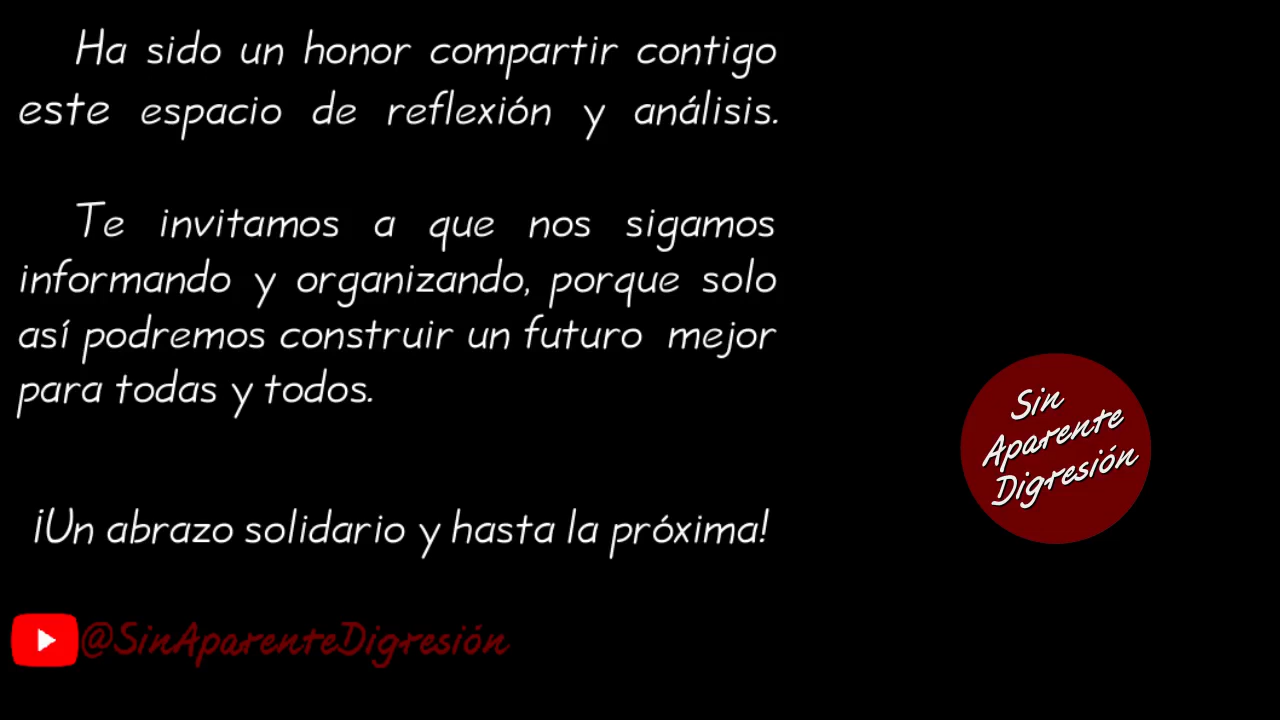 Ha sido un honor compartir contigo
este espacio de reflexión y análisis.
Te invitamos a que nos sigamos
informando y organizando, porque solo
así podremos construir un futuro mejor
para todas y todos.
¡Un abrazo solidario y hasta la próxima!
@SinAparenteDigresión
Sin
Aparente
Digresión